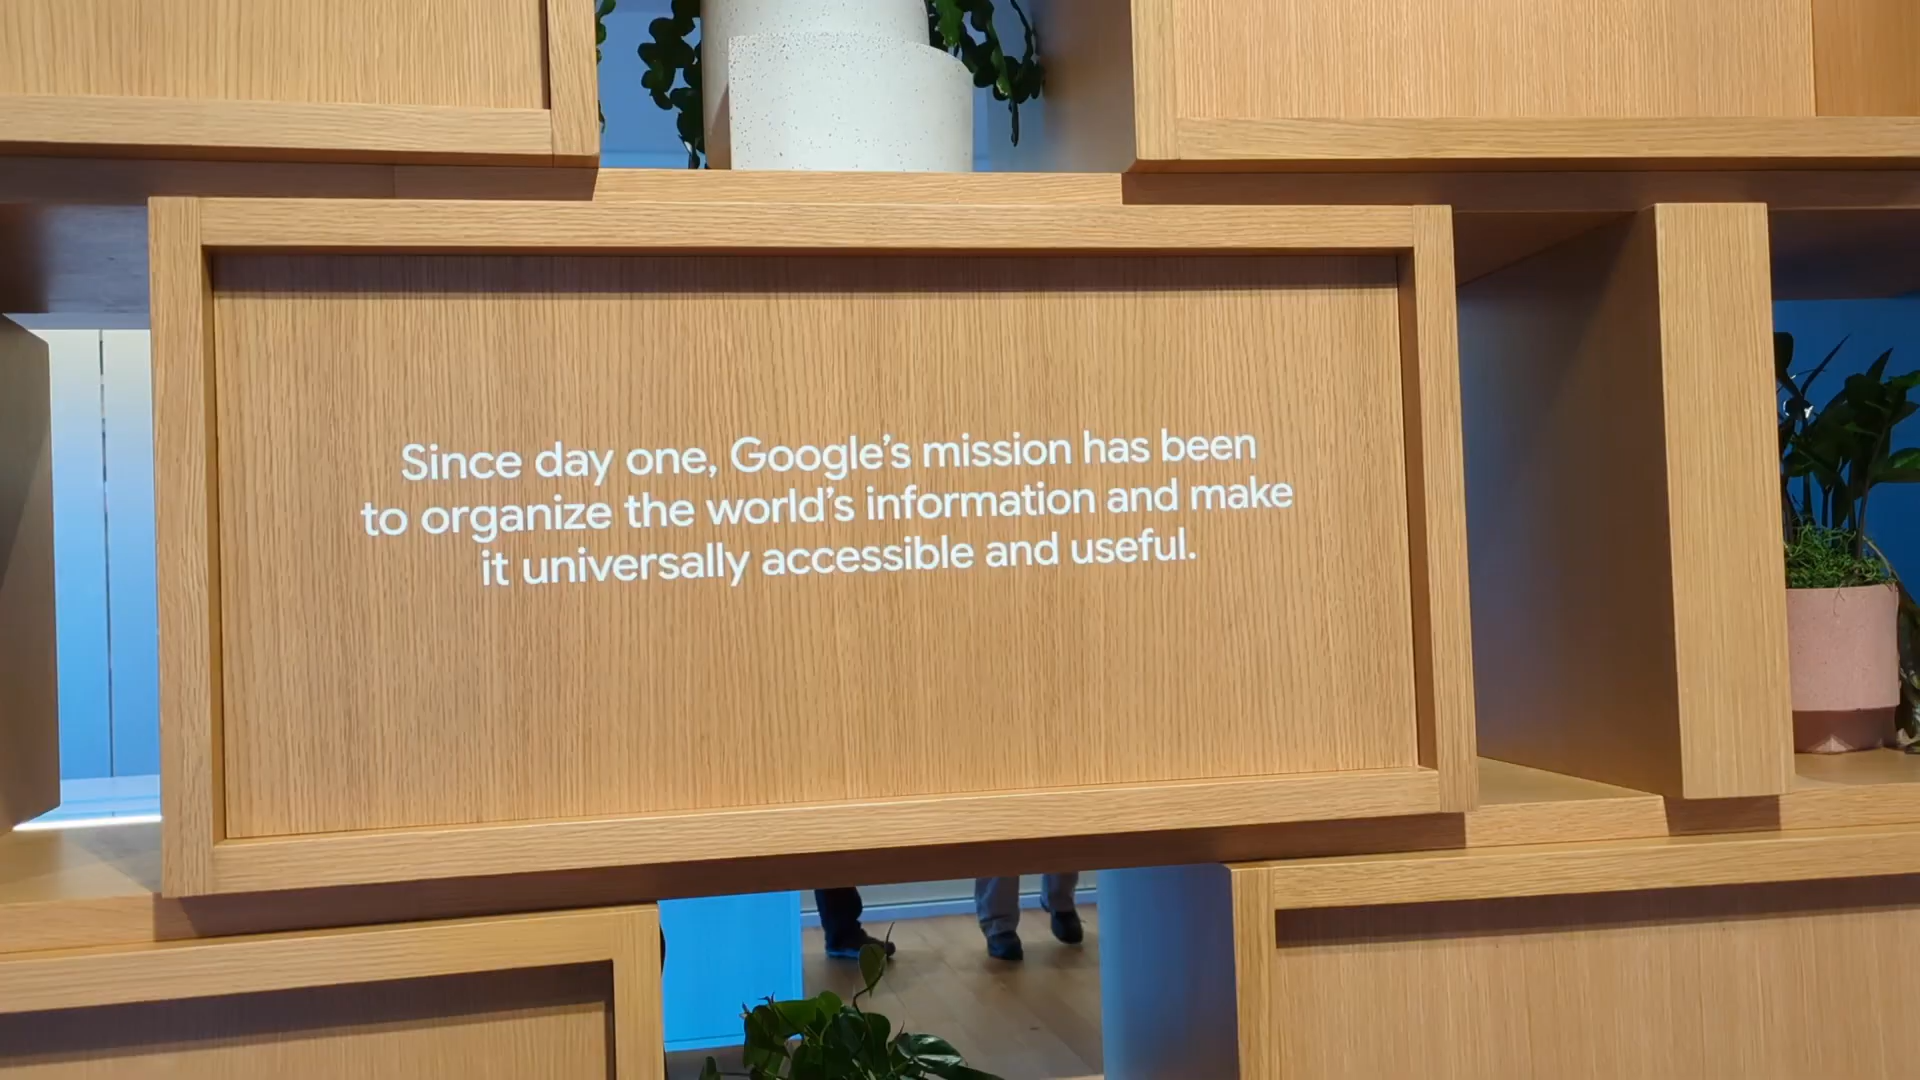 Since day one, Google’s mission has been
to organize the world’s information and make
it universally accessible and useful.